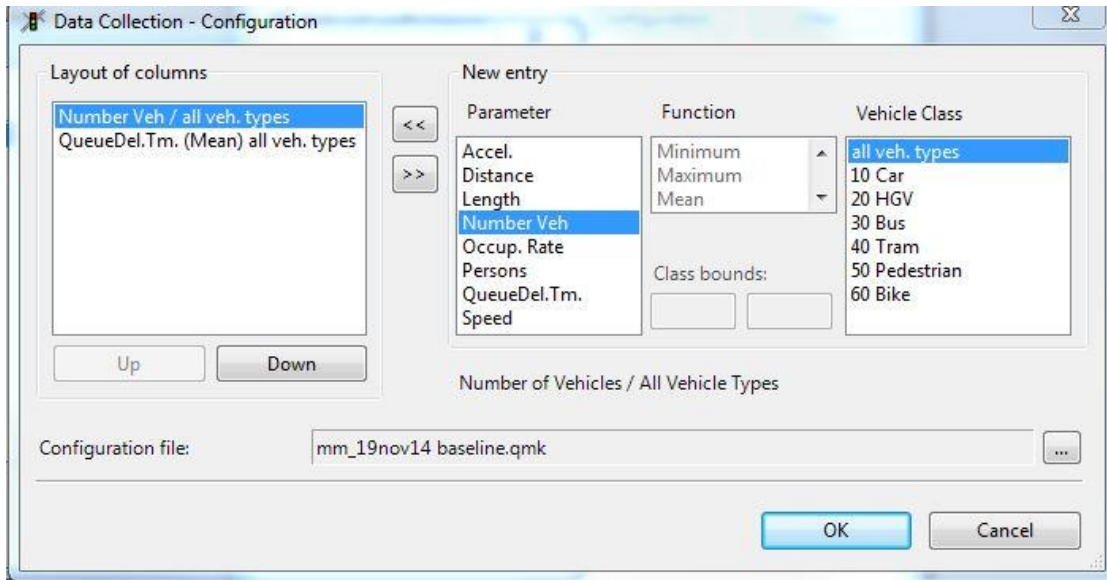 Data Collection - Configuration
Layout of columns
Number Veh / all veh. types
QueueDel.Tm. (Mean) all veh. types
Up
Down
<<
>>
New entry
Parameter
Accel.
Distance
Length
Number Veh
Occup. Rate
Persons
QueueDel.Tm.
Speed
Function
Minimum
Maximum
Mean
Class bounds:
Vehicle Class
all veh. types
10 Car
20 HGV
30 Bus
40 Tram
50 Pedestrian
60 Bike
Number of Vehicles / All Vehicle Types
Configuration file:
mm_19nov14 baseline.qmk
...
OK
Cancel